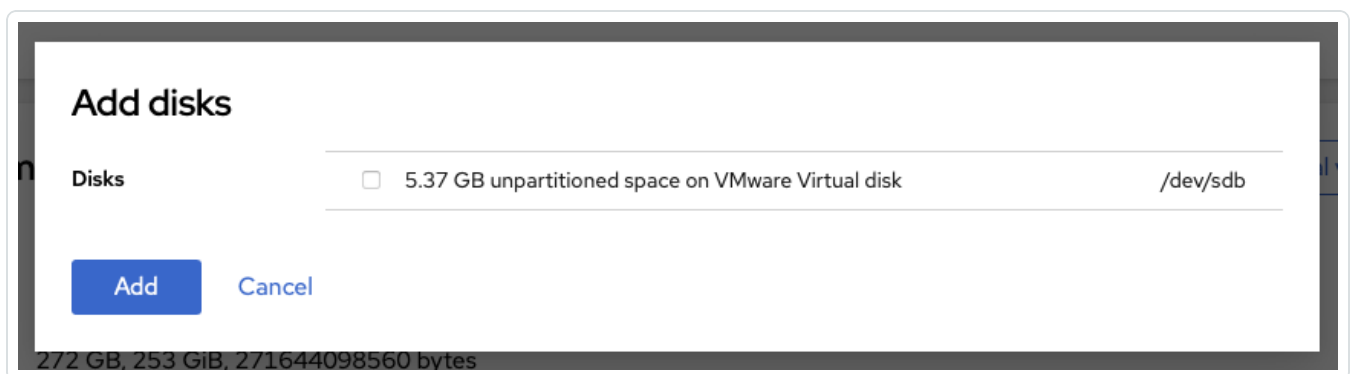 Add disks
Disks 5.37 GB unpartitioned space on VMware Virtual disk /dev/sdb
Add Cancel
272 GB, 253 GiB, 271644098560 bytes